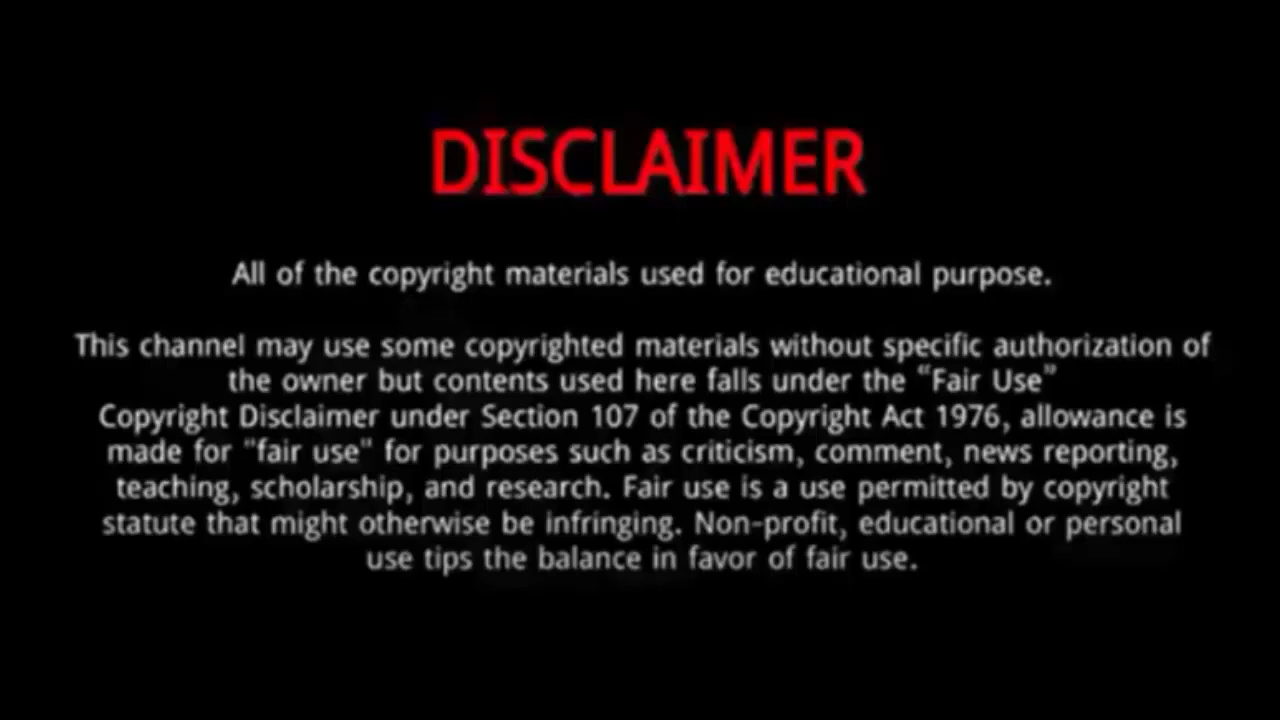 DISCLAIMER
All of the copyright materials used for educational purpose.
This channel may use some copyrighted materials without specific authorization of
the owner but contents used here falls under the “Fair Use”
Copyright Disclaimer under Section 107 of the Copyright Act 1976, allowance is
made for "fair use" for purposes such as criticism, comment, news reporting,
teaching, scholarship, and research. Fair use is a use permitted by copyright
statute that might otherwise be infringing. Non-profit, educational or personal
use tips the balance in favor of fair use.